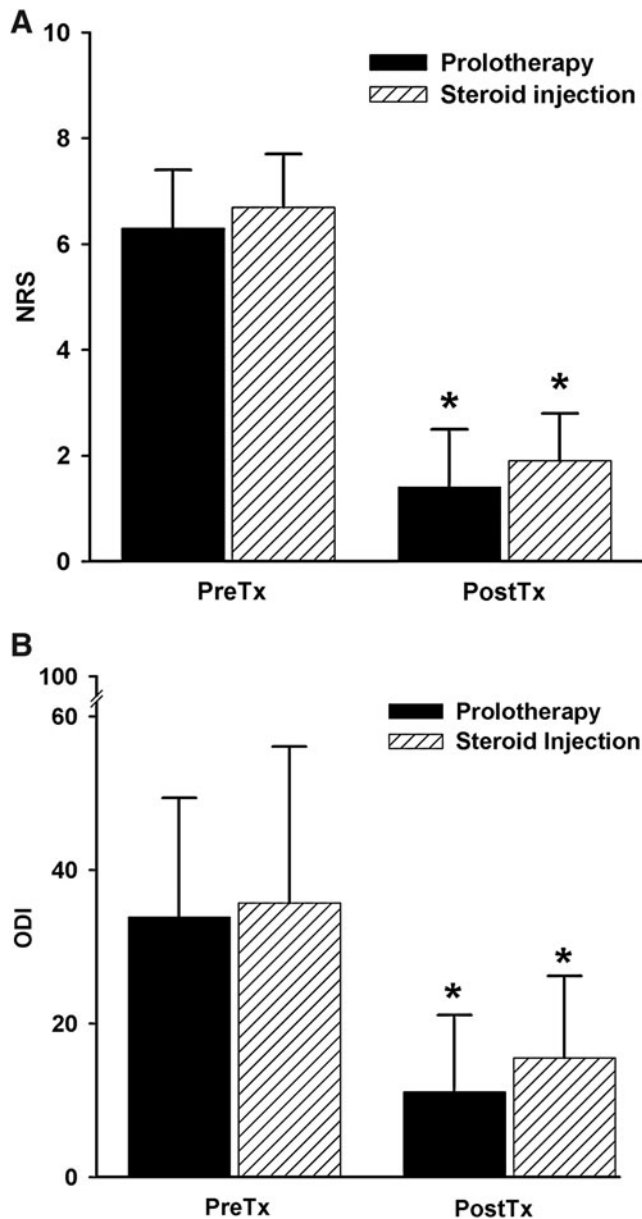 A
10
Prolotherapy
Steroid injection
8
6
NRS
4
* *
2
0
PreTx PostTx
B
100
60
Prolotherapy
Steroid Injection
40
ODI
* *
20
0
PreTx PostTx